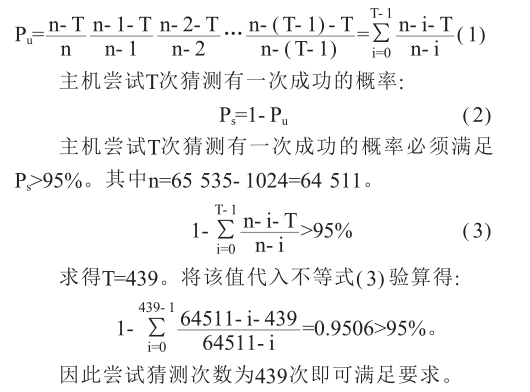 P_u=\frac{n-T}{n}\frac{n-1-T}{n-1}\frac{n-2-T}{n-2}\cdots\frac{n-(T-1)-T}{n-(T-1)}=\sum_{i=0}^{T-1}\frac{n-i-T}{n-i}(1)
主机尝试T次猜测有一次成功的概率:
P_s=1-P_u (2)
主机尝试T次猜测有一次成功的概率必须满足
P_s>95%。其中n=65 535-1024=64 511。
1-\sum_{i=0}^{T-1}\frac{n-i-T}{n-i}>95% (3)
求得T=439。将该值代入不等式(3)验算得:
1-\sum_{i=0}^{439-1}\frac{64511-i-439}{64511-i}=0.9506>95%。
因此尝试猜测次数为439次即可满足要求。